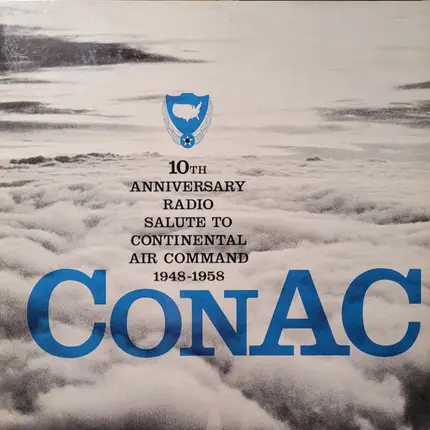 10TH
ANNIVERSARY
RADIO
SALUTE TO
CONTINENTAL
AIR COMMAND
1948-1958
CONAC